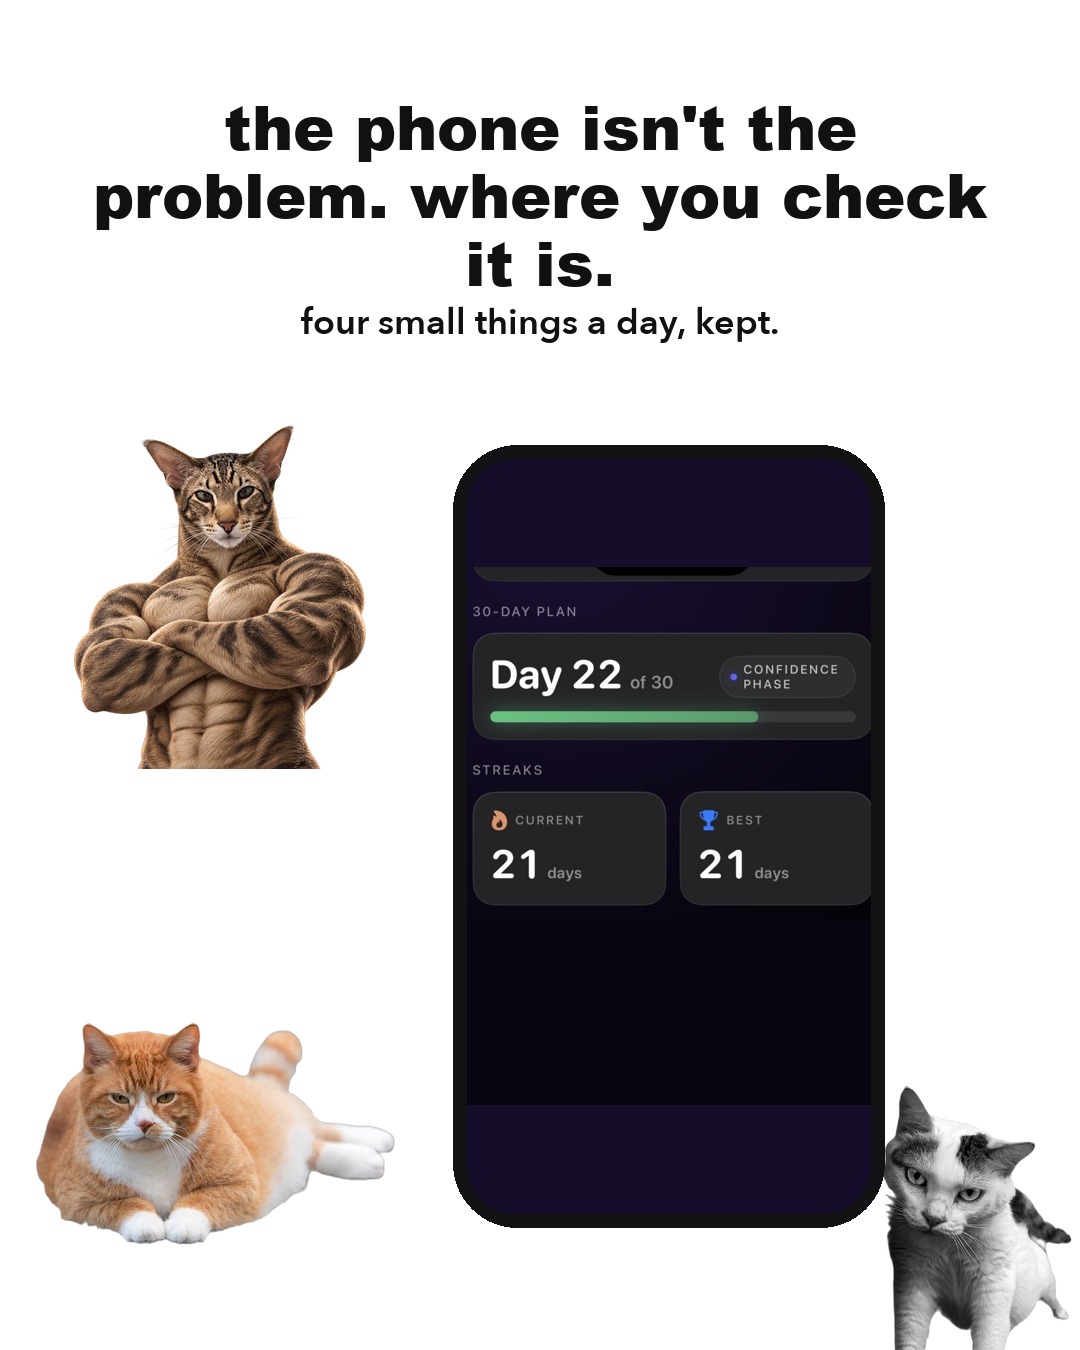 the phone isn't the
problem. where you check
it is.
four small things a day, kept.
30-DAY PLAN
Day 22 of 30
CONFIDENCE
PHASE
STREAKS
CURRENT
21 days
BEST
21 days